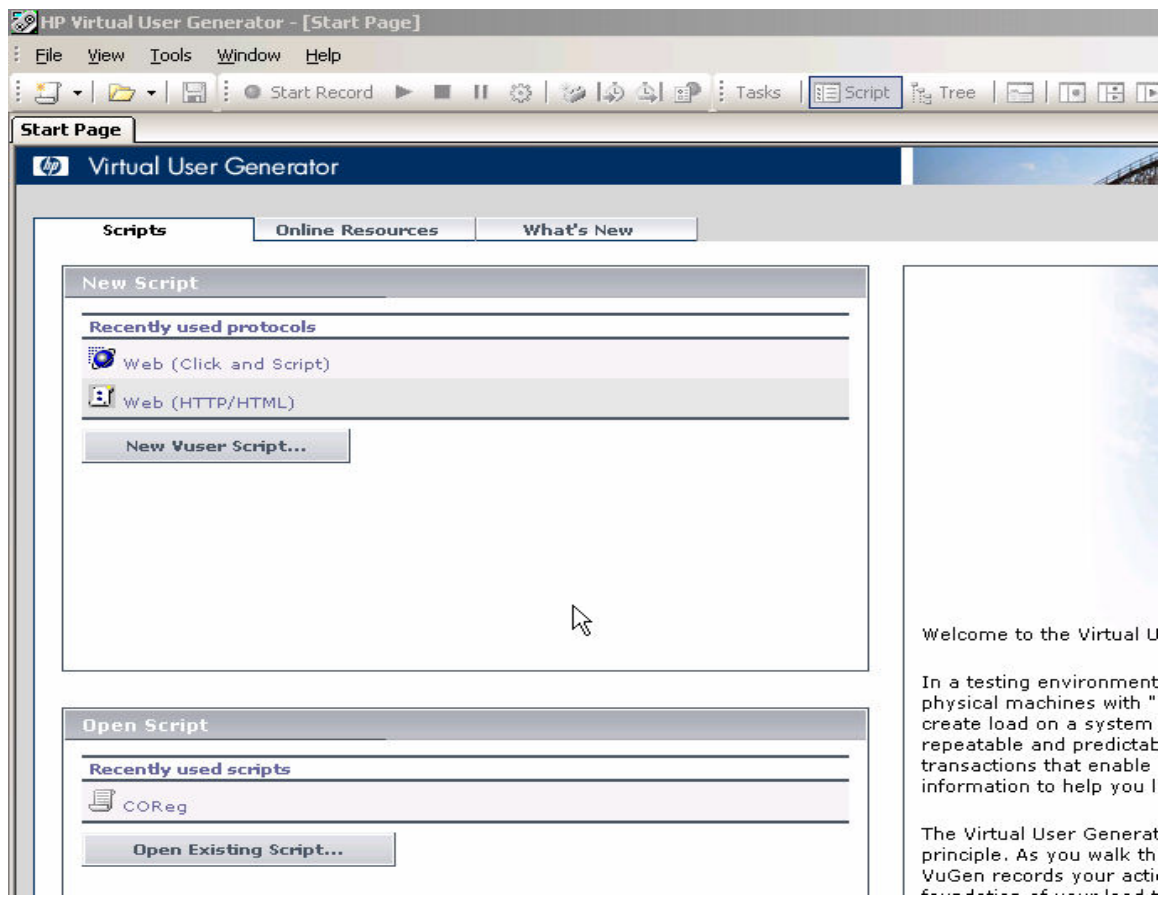 HP Virtual User Generator - [Start Page]
File View Tools Window Help
Start Record Tasks Script Tree
Start Page
hp Virtual User Generator
Scripts Online Resources What's New
New Script
Recently used protocols
Web (Click and Script)
Web (HTTP/HTML)
New Vuser Script...
Open Script
Recently used scripts
COReg
Open Existing Script...
Welcome to the Virtual U
In a testing environment
physical machines with "
create load on a system
repeatable and predictab
transactions that enable
information to help you l
The Virtual User Generat
principle. As you walk th
VuGen records your acti